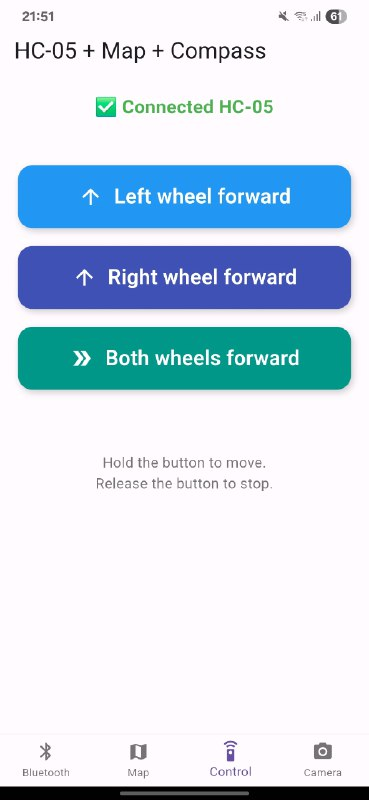 21:51
61
HC-05 + Map + Compass
✅ Connected HC-05
↑ Left wheel forward
↑ Right wheel forward
Both wheels forward
Hold the button to move.
Release the button to stop.
Bluetooth Map Control Camera